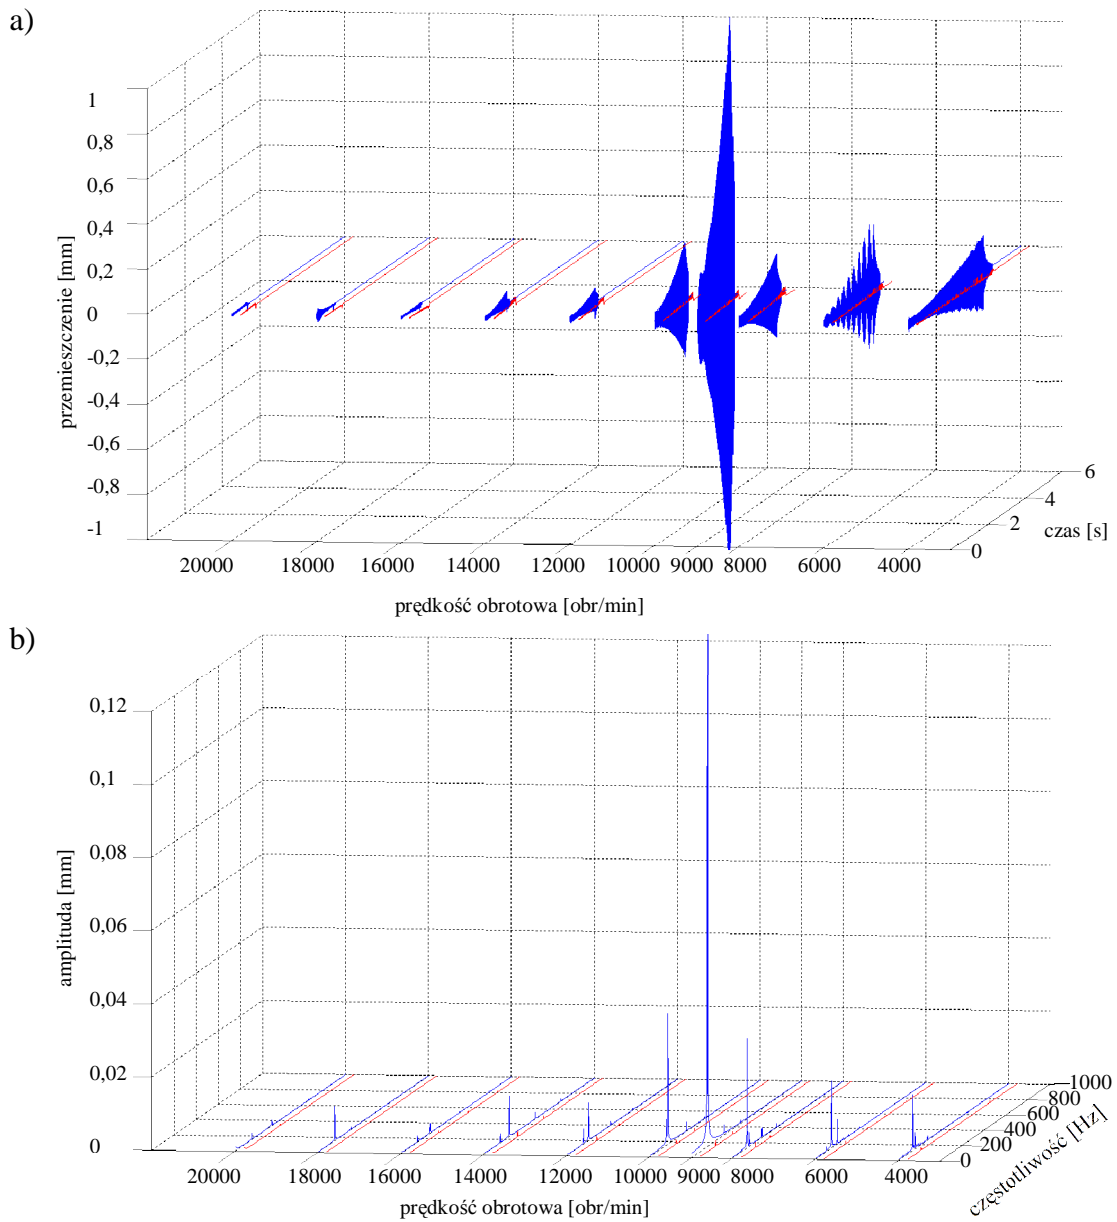 a)
1
0,8
0,6
0,4
0,2
0
-0,2
-0,4
-0,6
-0,8
-1
przemieszczenie [mm]
20000 18000 16000 14000 12000 10000 9000 8000 6000 4000
prędkość obrotowa [obr/min]
0 2 4 6
czas [s]
b)
0,12
0,1
0,08
0,06
0,04
0,02
0
amplituda [mm]
20000 18000 16000 14000 12000 10000 9000 8000 6000 4000
prędkość obrotowa [obr/min]
0 200 400 600 800 1000
częstotliwość [Hz]